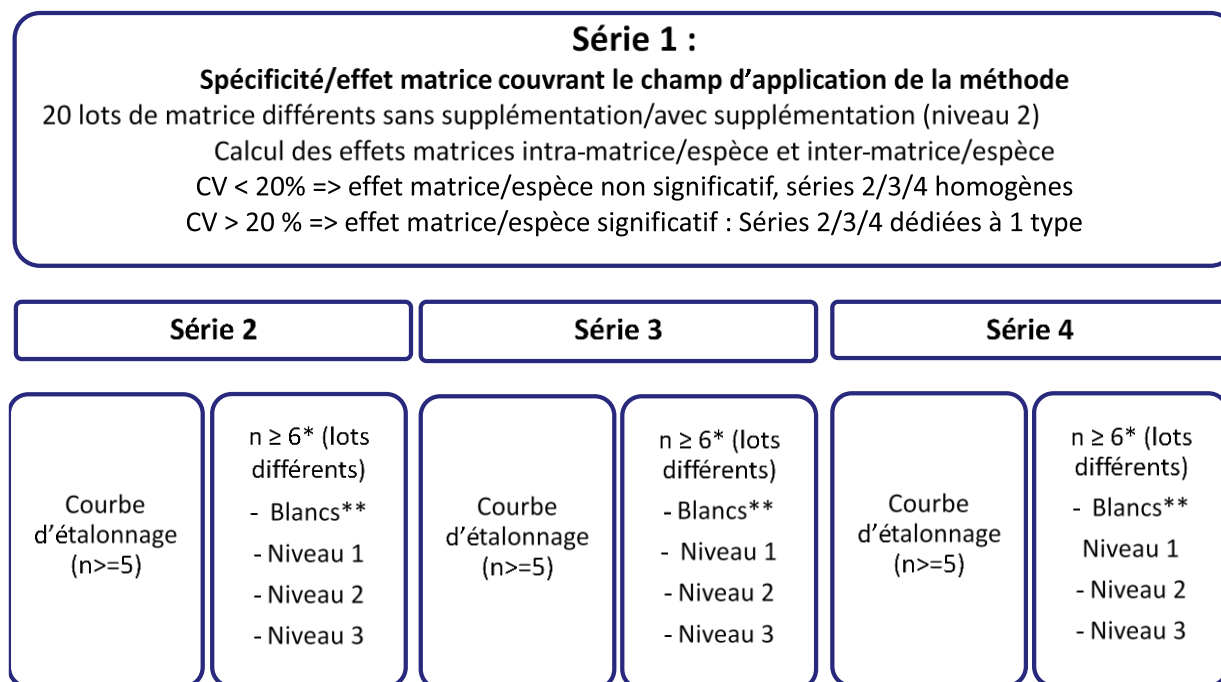 Série 1 :
Spécificité/effet matrice couvrant le champ d'application de la méthode
20 lots de matrice différents sans supplémentation/avec supplémentation (niveau 2)
Calcul des effets matrices intra-matrice/espèce et inter-matrice/espèce
CV < 20% => effet matrice/espèce non significatif, séries 2/3/4 homogènes
CV > 20 % => effet matrice/espèce significatif : Séries 2/3/4 dédiées à 1 type
Série 2
Série 3
Série 4
Courbe
d'étalonnage
(n>=5)
n ≥ 6* (lots
différents)
- Blancs**
- Niveau 1
- Niveau 2
- Niveau 3
Courbe
d'étalonnage
(n>=5)
n ≥ 6* (lots
différents)
- Blancs**
- Niveau 1
- Niveau 2
- Niveau 3
Courbe
d'étalonnage
(n>=5)
n ≥ 6* (lots
différents)
- Blancs**
Niveau 1
- Niveau 2
- Niveau 3